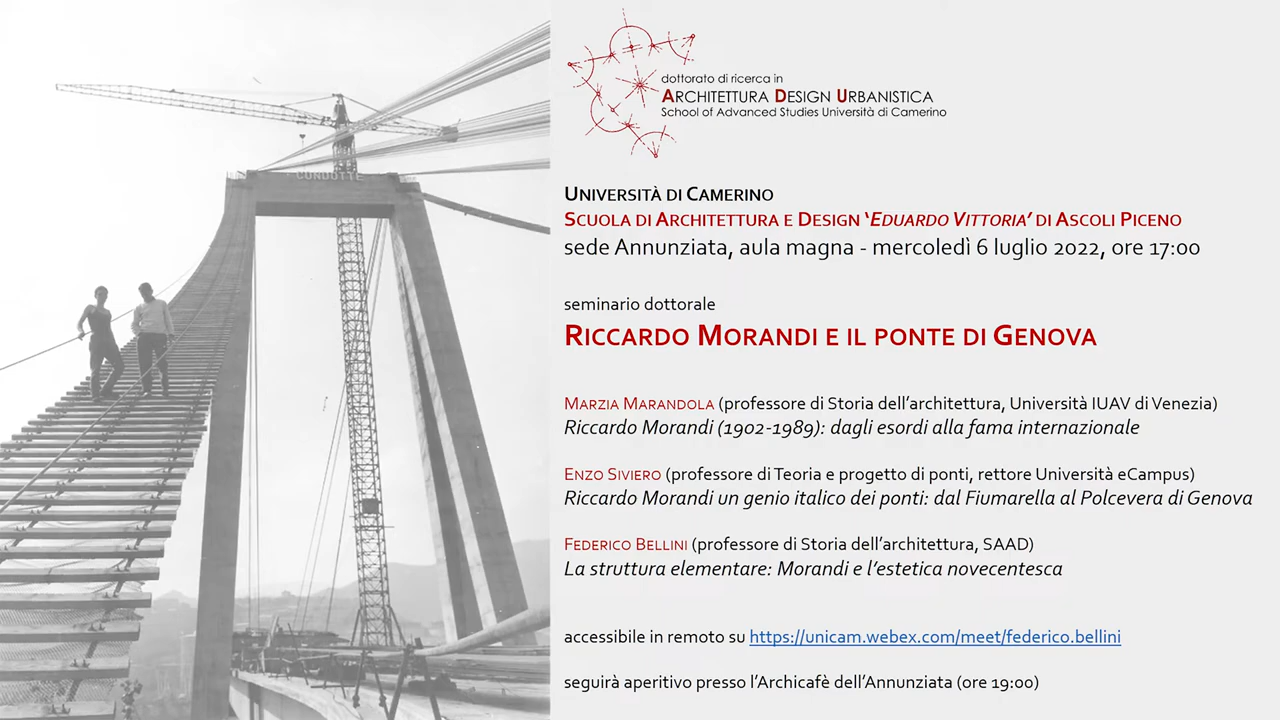 CONDOTTE
dottorato di ricerca in
ARCHITETTURA DESIGN URBANISTICA
School of Advanced Studies Università di Camerino
UNIVERSITÀ DI CAMERINO
SCUOLA DI ARCHITETTURA E DESIGN ‘EDUARDO VITTORIA’ DI ASCOLI PICENO
sede Annunziata, aula magna - mercoledì 6 luglio 2022, ore 17:00
seminario dottorale
RICCARDO MORANDI E IL PONTE DI GENOVA
MARZIA MARANDOLA (professore di Storia dell’architettura, Università IUAV di Venezia)
Riccardo Morandi (1902-1989): dagli esordi alla fama internazionale
ENZO SIVIERO (professore di Teoria e progetto di ponti, rettore Università eCampus)
Riccardo Morandi un genio italico dei ponti: dal Fiumarella al Polcevera di Genova
FEDERICO BELLINI (professore di Storia dell’architettura, SAAD)
La struttura elementare: Morandi e l’estetica novecentesca
accessibile in remoto su https://unicam.webex.com/meet/federico.bellini
seguirà aperitivo presso l’Archicafè dell’Annunziata (ore 19:00)